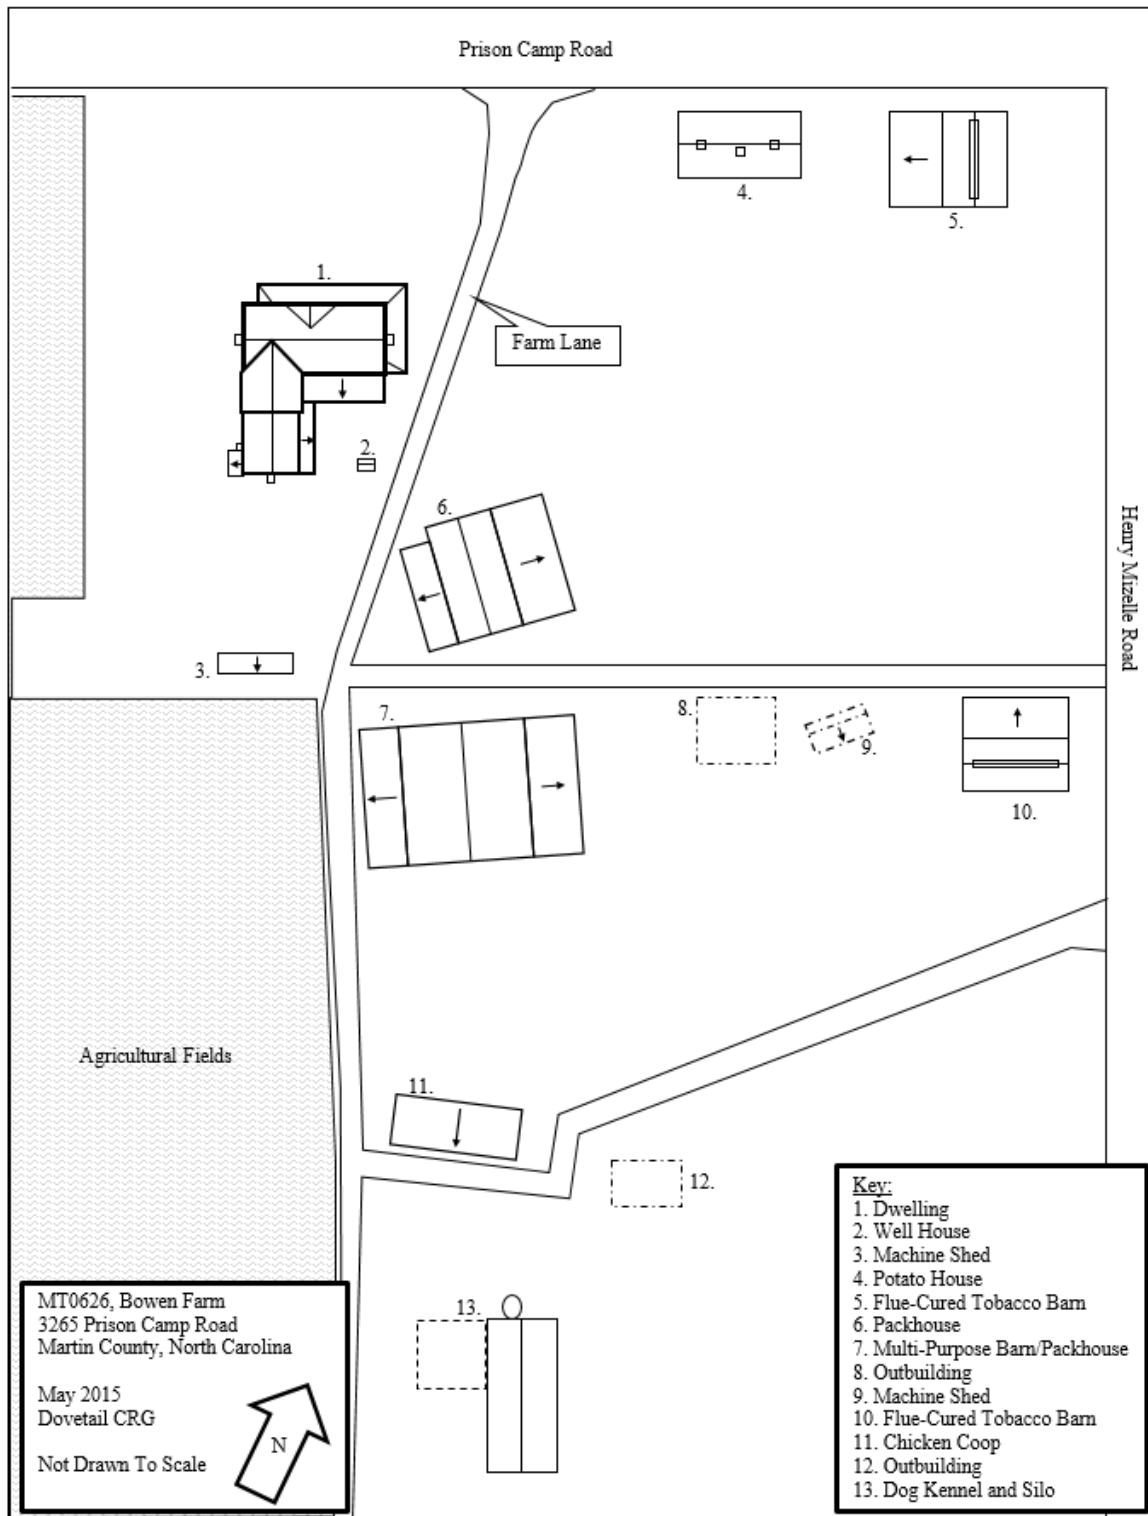 Prison Camp Road
4.
5.
1.
Farm Lane
2.
6.
Henry Mizelle Road
3.
7.
8.
9.
10.
Agricultural Fields
11.
12.
13.
Key:
1. Dwelling
2. Well House
3. Machine Shed
4. Potato House
5. Flue-Cured Tobacco Barn
6. Packhouse
7. Multi-Purpose Barn/Packhouse
8. Outbuilding
9. Machine Shed
10. Flue-Cured Tobacco Barn
11. Chicken Coop
12. Outbuilding
13. Dog Kennel and Silo
MT0626, Bowen Farm
3265 Prison Camp Road
Martin County, North Carolina
May 2015
Dovetail CRG
Not Drawn To Scale
N